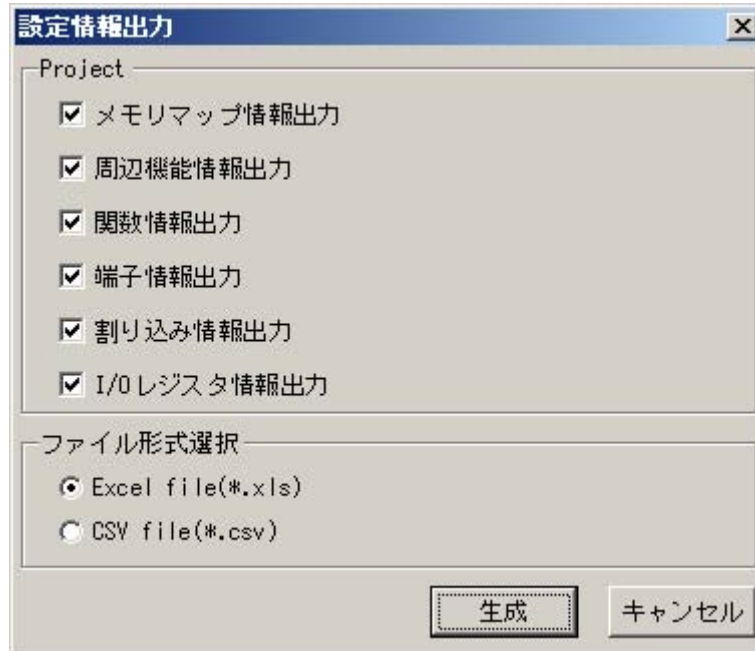 設定情報出力
Project
メモリマップ情報出力
周辺機能情報出力
関数情報出力
端子情報出力
割り込み情報出力
I/Oレジスタ情報出力
ファイル形式選択
Excel file(*.xls)
CSV file(*.csv)
生成 キャンセル